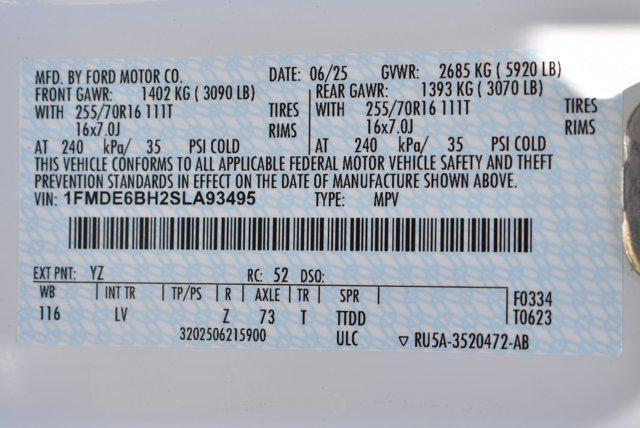 MFD. BY FORD MOTOR CO. DATE: 06/25 GVWR: 2685 KG ( 5920 LB)
FRONT GAWR: 1402 KG ( 3090 LB) REAR GAWR: 1393 KG ( 3070 LB)
WITH 255/70R16 111T TIRES WITH 255/70R16 111T TIRES
16x7.0J RIMS 16x7.0J RIMS
AT 240 kPa/ 35 PSI COLD AT 240 kPa/ 35 PSI COLD
THIS VEHICLE CONFORMS TO ALL APPLICABLE FEDERAL MOTOR VEHICLE SAFETY AND THEFT
PREVENTION STANDARDS IN EFFECT ON THE DATE OF MANUFACTURE SHOWN ABOVE.
VIN: 1FMDE6BH2SLA93495 TYPE: MPV
EXT PNT: YZ RC: 52 DSO:
WB INT TR TP/PS R AXLE TR SPR F0334
116 LV Z 73 T TTDD T0623
3202506215900 ULC ▽ RU5A-3520472-AB